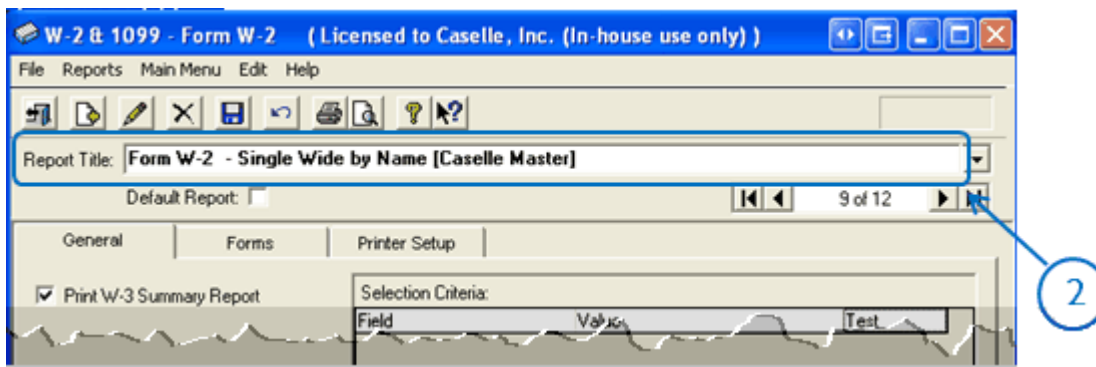 W-2 & 1099 - Form W-2 (Licensed to Caselle, Inc. (In-house use only) )
File Reports Main Menu Edit Help
Report Title: Form W-2 - Single Wide by Name [Caselle Master]
Default Report: 9 of 12
General Forms Printer Setup
2
Print W-3 Summary Report Selection Criteria:
Field Value Test